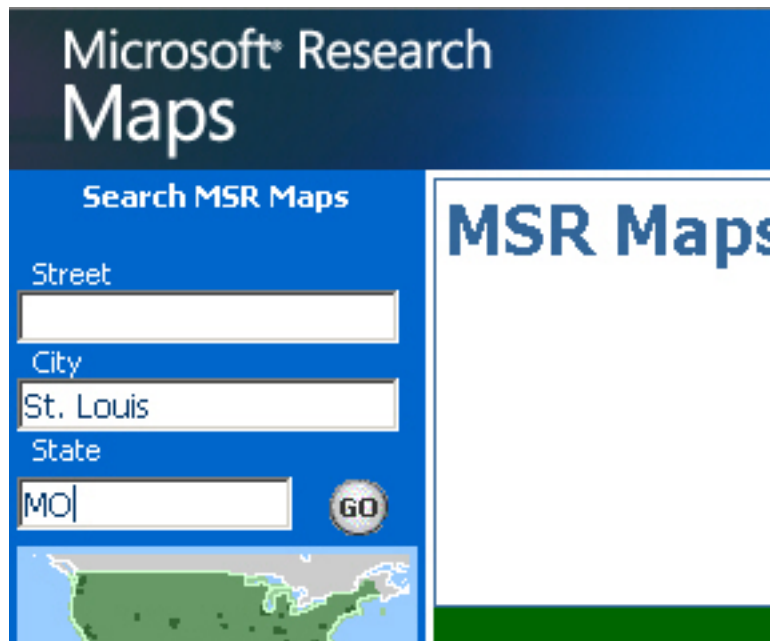 Microsoft® Research
Maps
Search MSR Maps
MSR Maps
Street
City
St. Louis
State
MO
GO